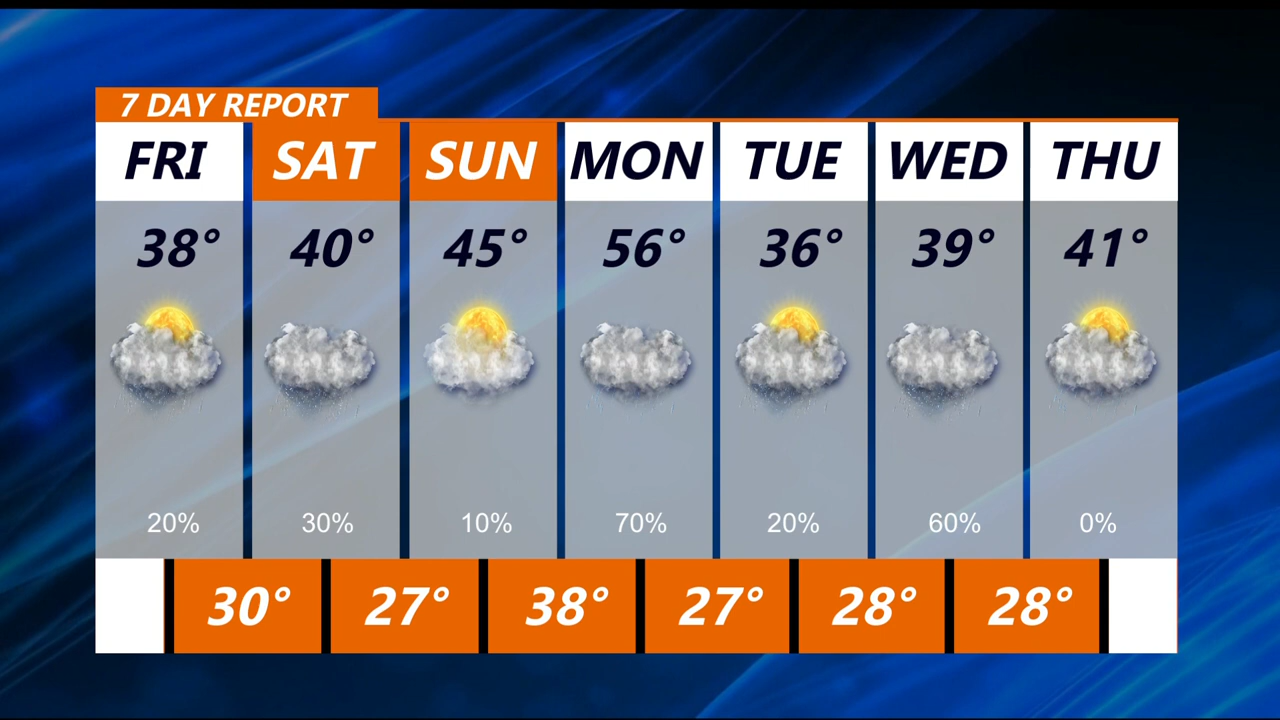 7 DAY REPORT
FRI SAT SUN MON TUE WED THU
38° 40° 45° 56° 36° 39° 41°
20% 30% 10% 70% 20% 60% 0%
30° 27° 38° 27° 28° 28°